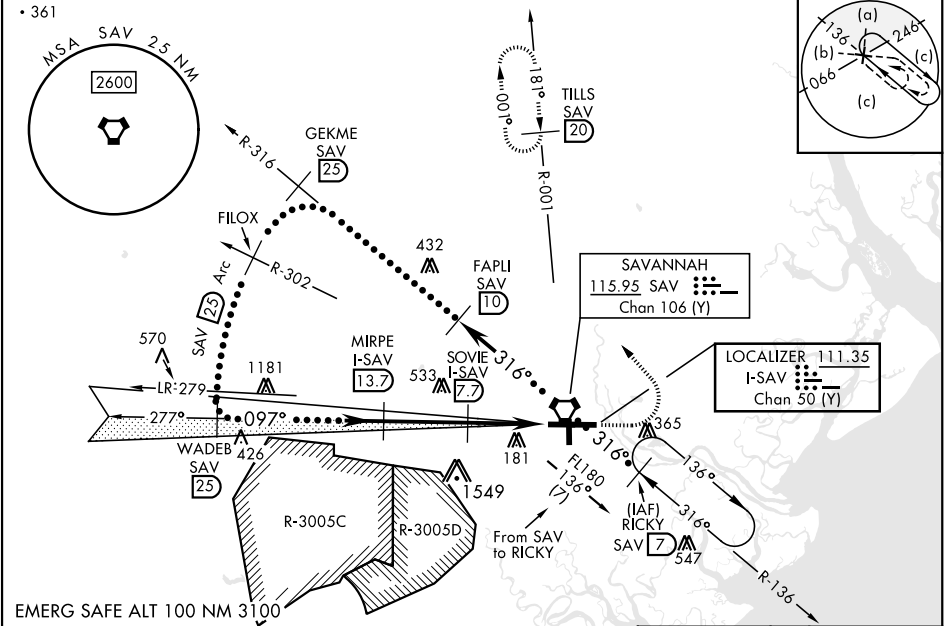 • 361
MSA SAV 25 NM
2600
R-316
GEKME
SAV
25
FILOX
R-302
SAV 25 Arc
432
FAPLI
SAV
10
181°
001°
TILLS
SAV
20
R-001
(a)
136
246
(b)
(c)
066
(c)
SAVANNAH
115.95 SAV
Chan 106 (Y)
570
LR-279
1181
MIRPE
I-SAV
13.7
533
SOVIE
I-SAV
7.7
316°
LOCALIZER 111.35
I-SAV
Chan 50 (Y)
277°
097°
WADEB
SAV
25
426
181
365
316°
FL180
136°
(7)
From SAV
to RICKY
136°
316°
(IAF)
RICKY
SAV 7
547
R-136
1549
R-3005C
R-3005D
EMERG SAFE ALT 100 NM 3100